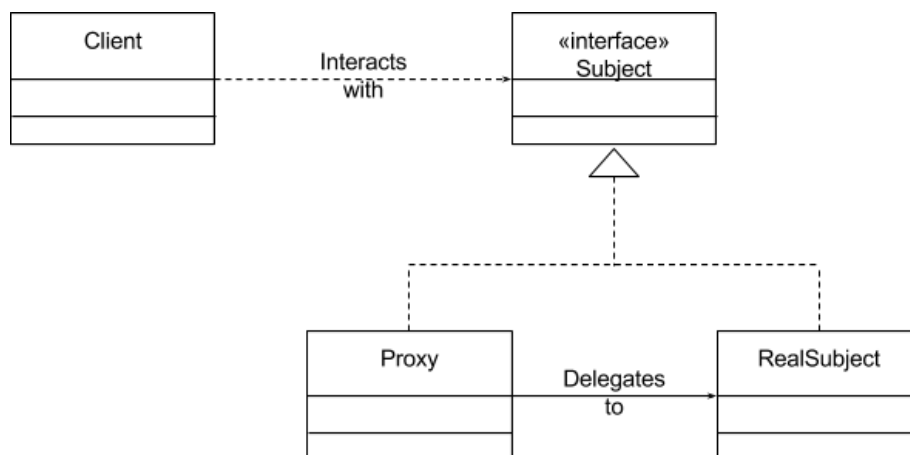 Client
«interface»
Subject
Interacts
with
Proxy
RealSubject
Delegates
to